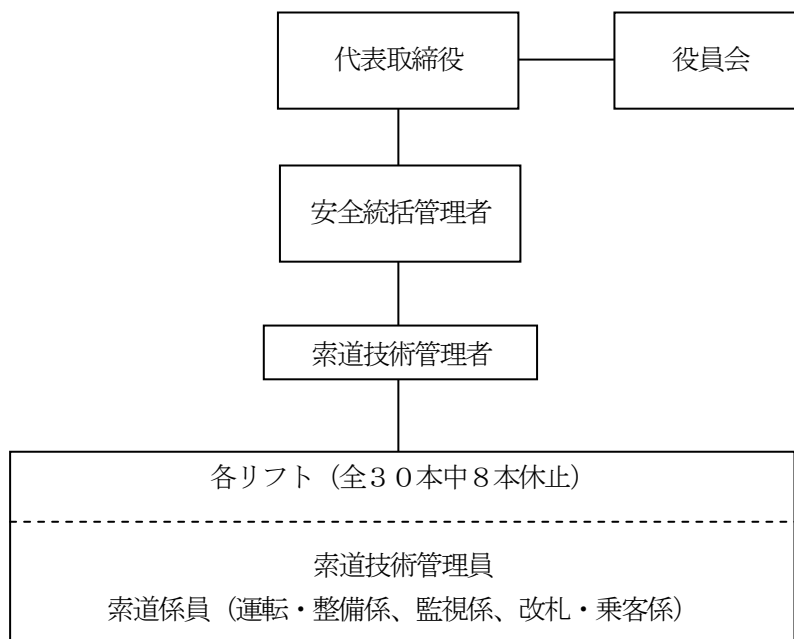 代表取締役
役員会
安全統括管理者
索道技術管理者
各リフト（全３０本中８本休止）
索道技術管理員
索道係員（運転・整備係、監視係、改札・乗客係）